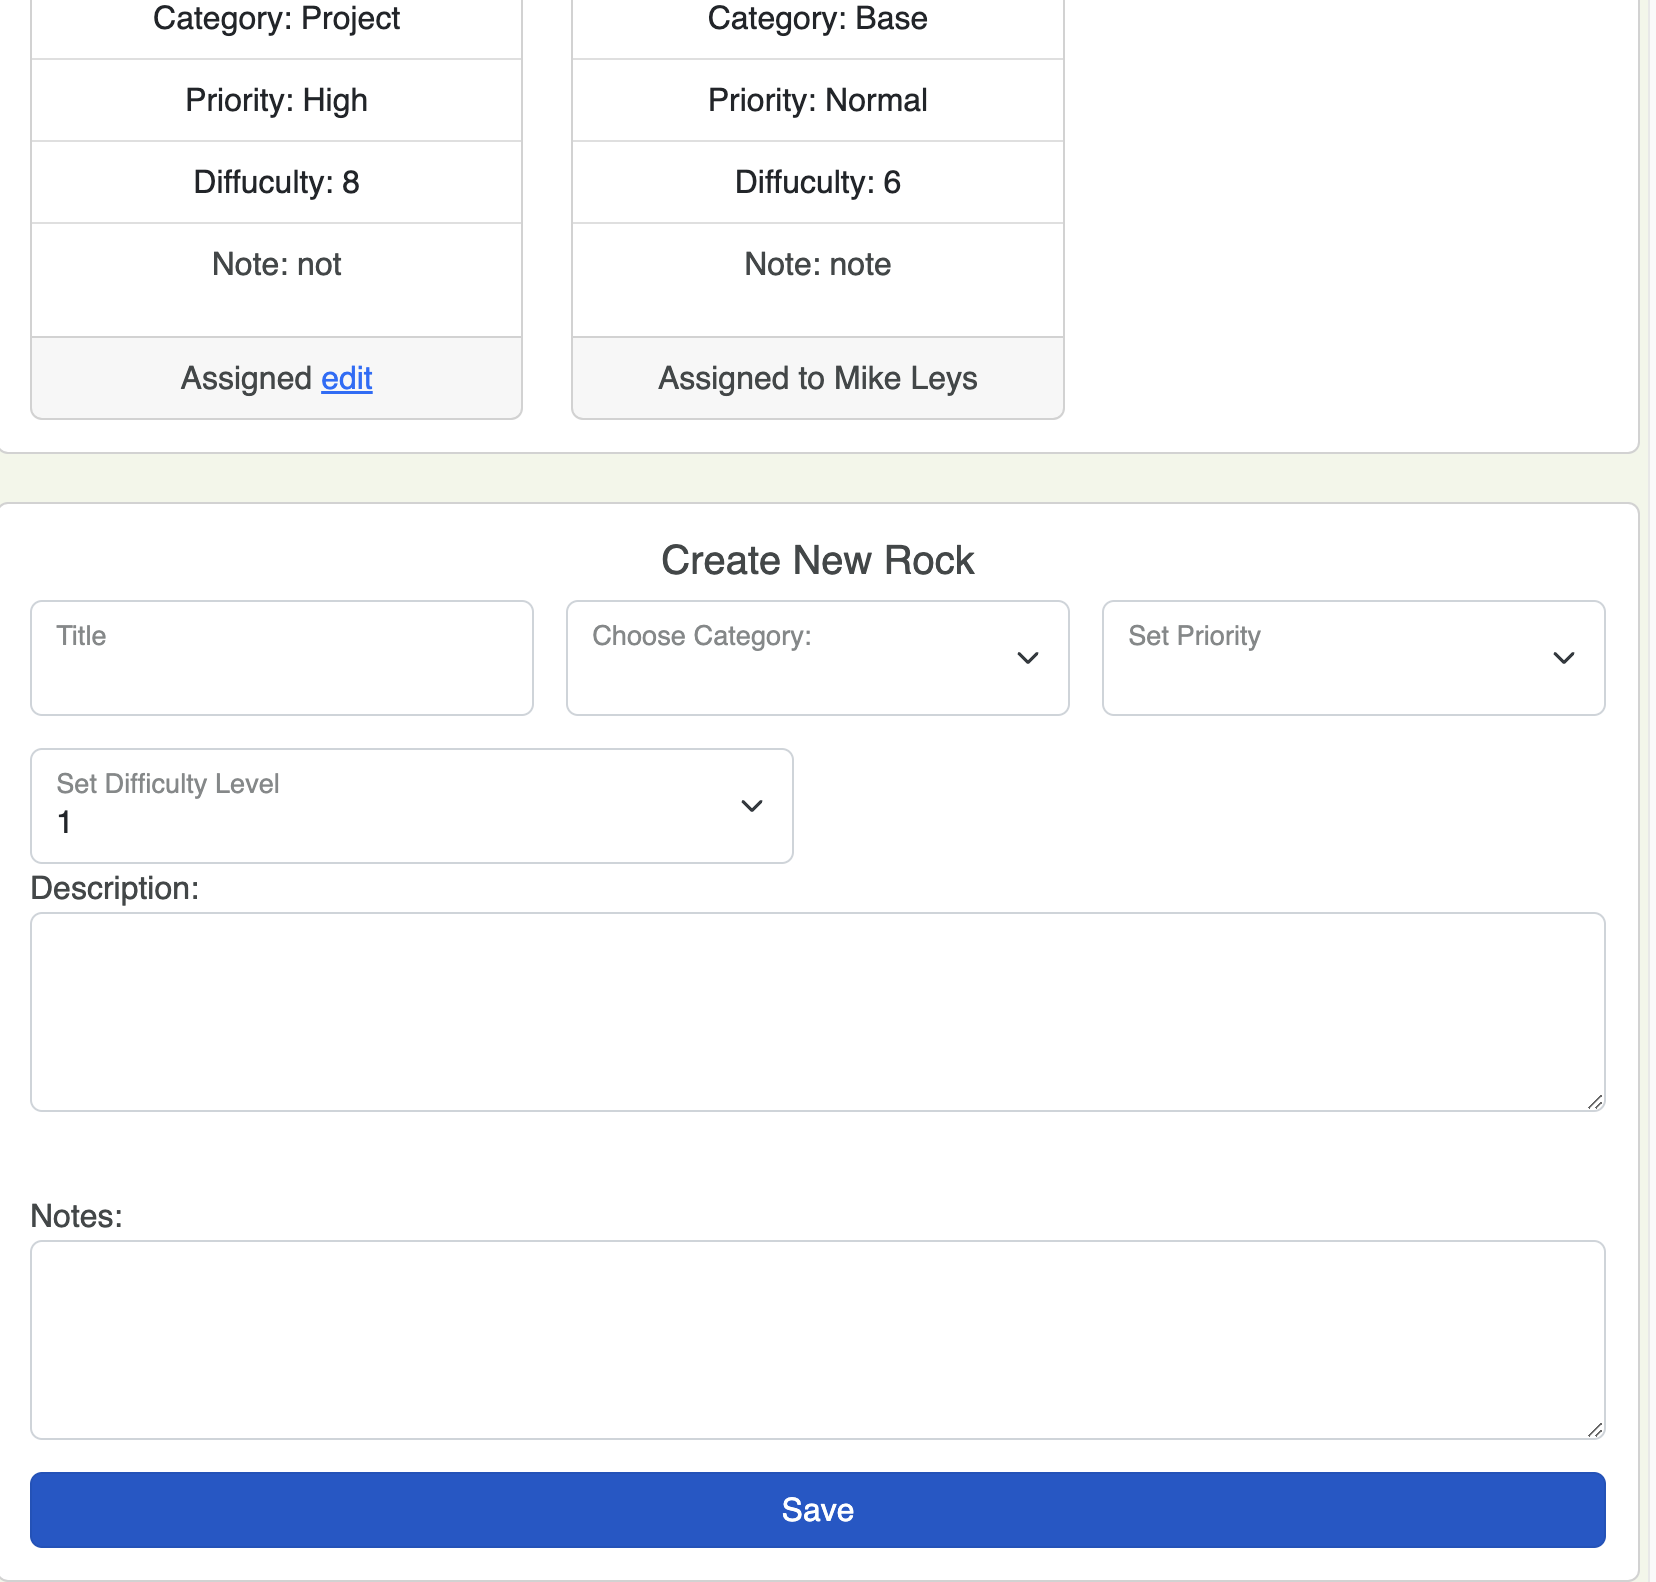 Category: Project
Priority: High
Diffuculty: 8
Note: not
Assigned edit
Category: Base
Priority: Normal
Diffuculty: 6
Note: note
Assigned to Mike Leys
Create New Rock
Title
Choose Category:
Set Priority
Set Difficulty Level
1
Description:
Notes:
Save